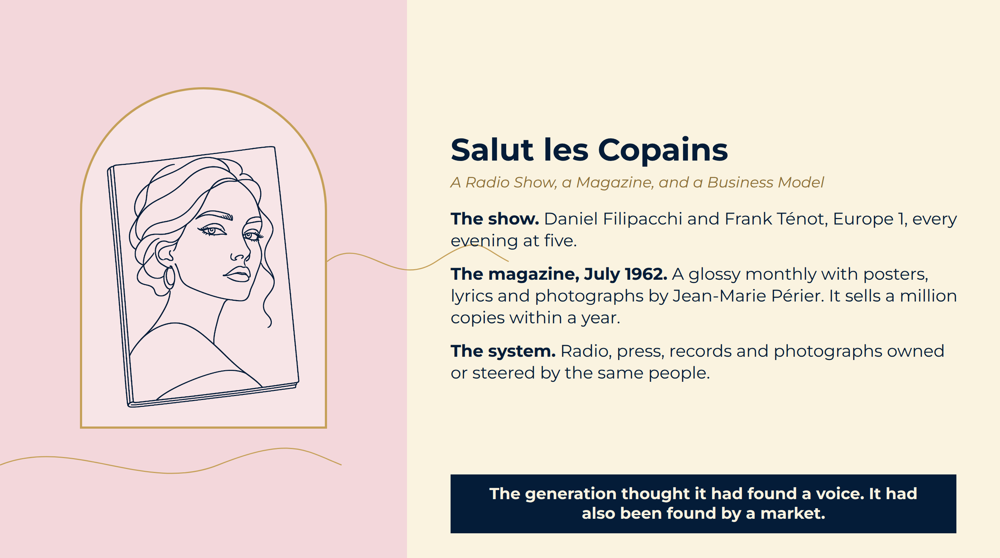 Salut les Copains
A Radio Show, a Magazine, and a Business Model
The show. Daniel Filipacchi and Frank Ténot, Europe 1, every
evening at five.
The magazine, July 1962. A glossy monthly with posters,
lyrics and photographs by Jean-Marie Périer. It sells a million
copies within a year.
The system. Radio, press, records and photographs owned
or steered by the same people.
The generation thought it had found a voice. It had
also been found by a market.